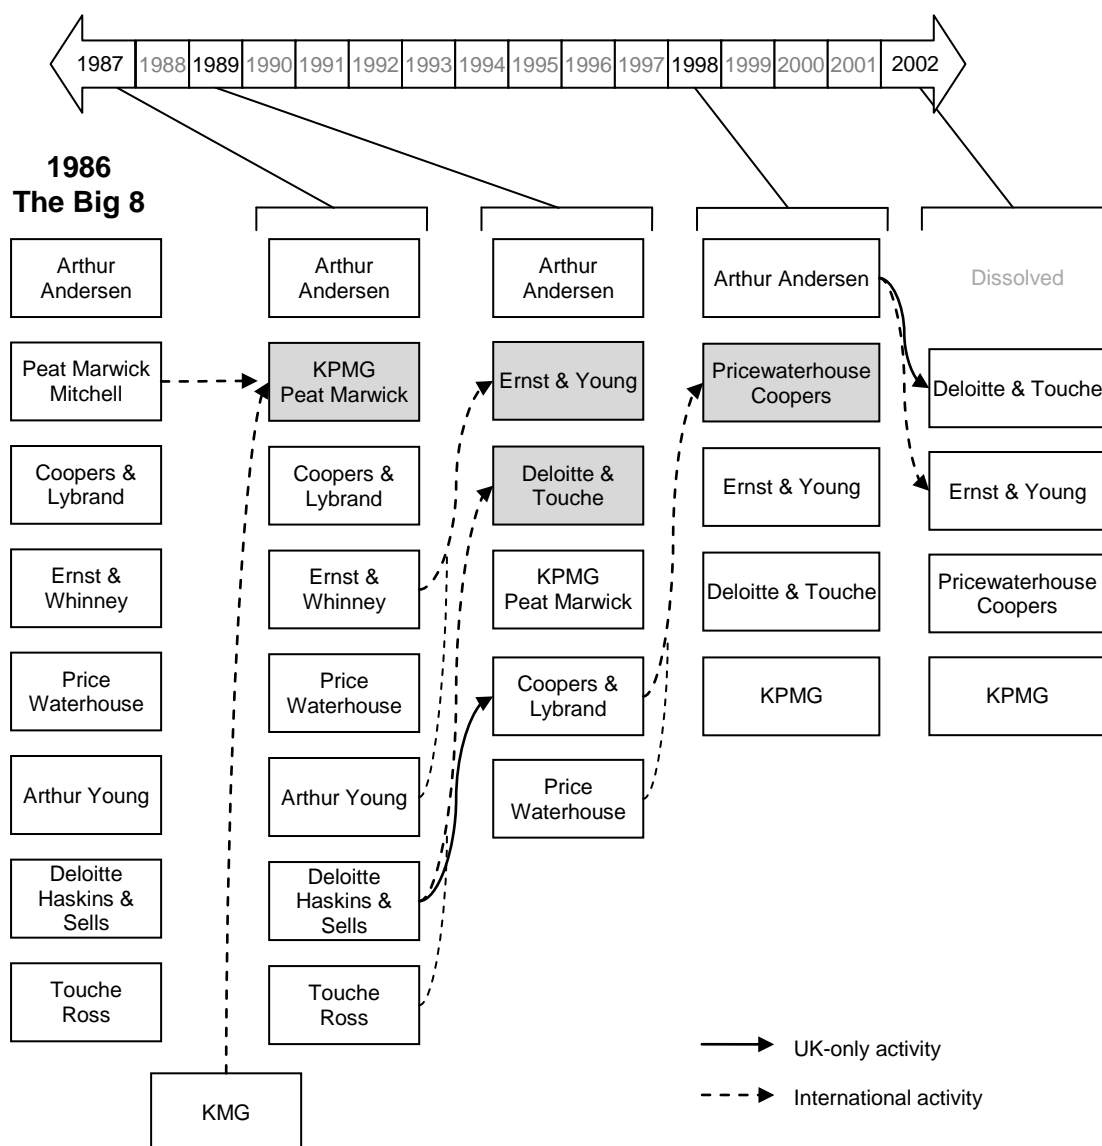 1987 1988 1989 1990 1991 1992 1993 1994 1995 1996 1997 1998 1999 2000 2001 2002
1986
The Big 8
Arthur
Andersen
Peat Marwick
Mitchell
Coopers &
Lybrand
Ernst &
Whinney
Price
Waterhouse
Arthur Young
Deloitte
Haskins &
Sells
Touche
Ross
KMG
Arthur
Andersen
KPMG
Peat Marwick
Coopers &
Lybrand
Ernst &
Whinney
Price
Waterhouse
Arthur Young
Deloitte
Haskins &
Sells
Touche
Ross
Arthur
Andersen
Ernst & Young
Deloitte &
Touche
KPMG
Peat Marwick
Coopers &
Lybrand
Price
Waterhouse
Arthur Andersen
Pricewaterhouse
Coopers
Ernst & Young
Deloitte & Touche
KPMG
Dissolved
Deloitte & Touche
Ernst & Young
Pricewaterhouse
Coopers
KPMG
UK-only activity
International activity